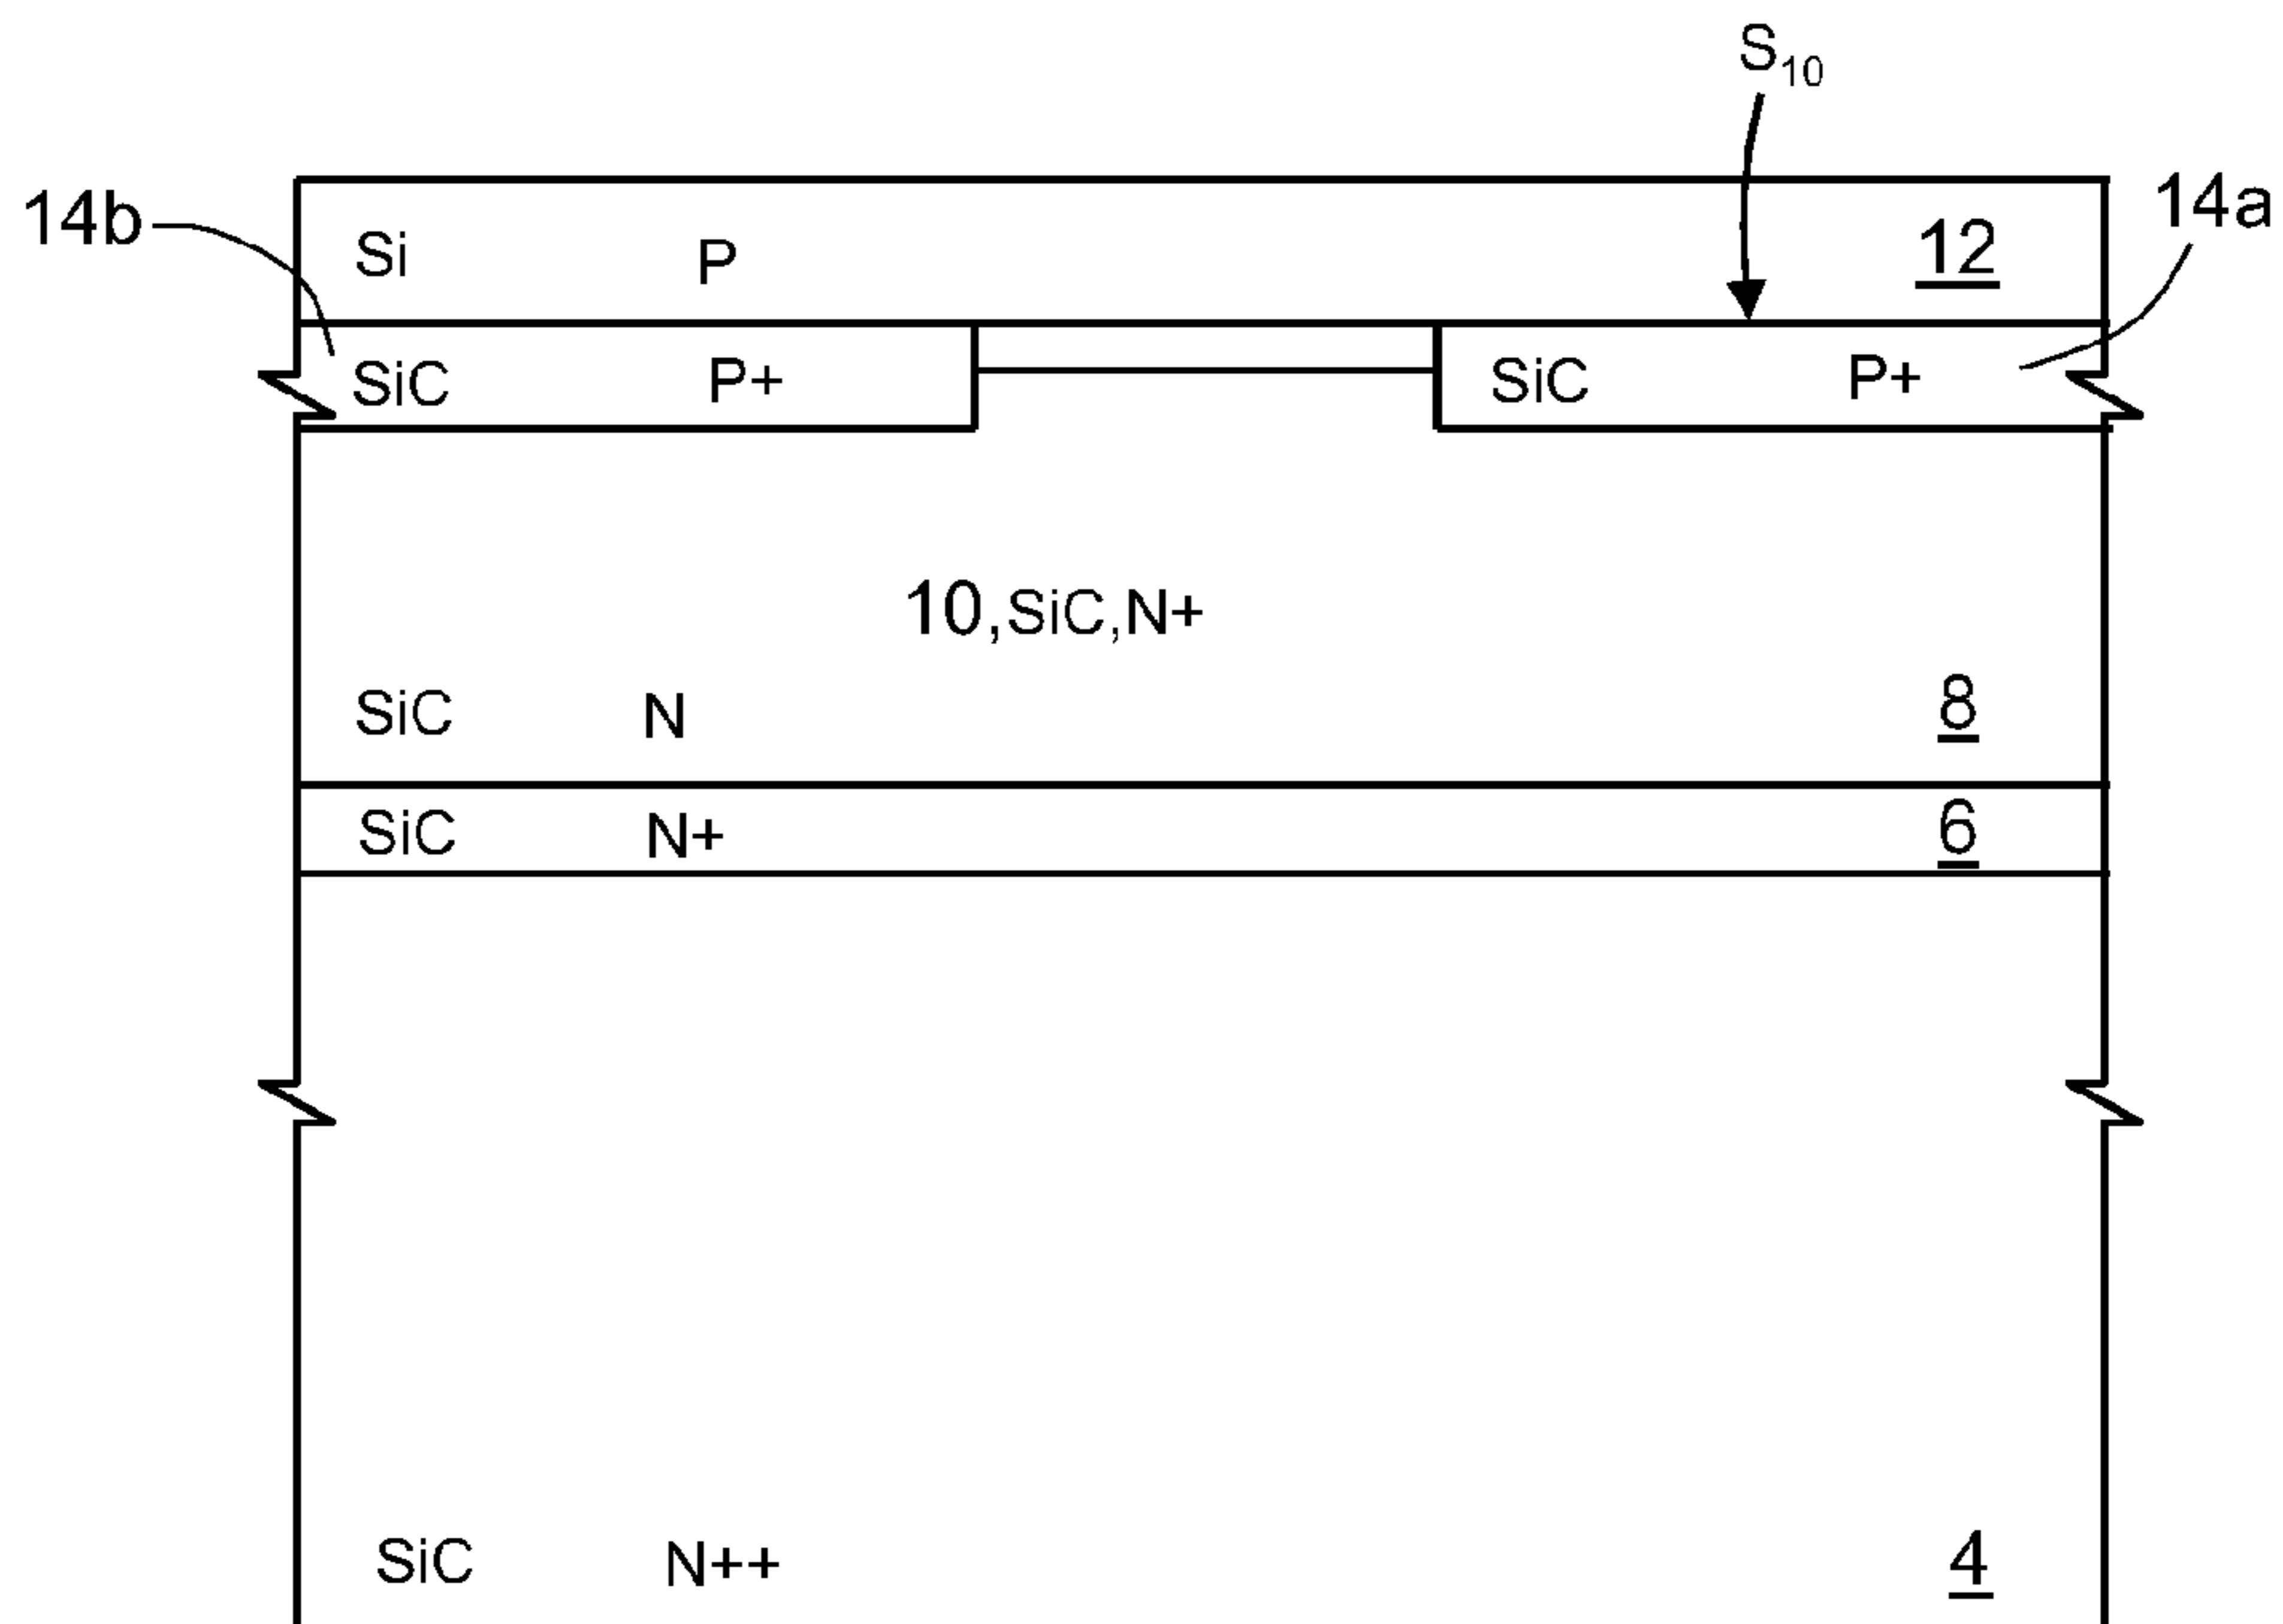 S10
14b
14a
Si P 12
SiC P+ SiC P+
10,SiC,N+
SiC N 8
SiC N+ 6
SiC N++ 4